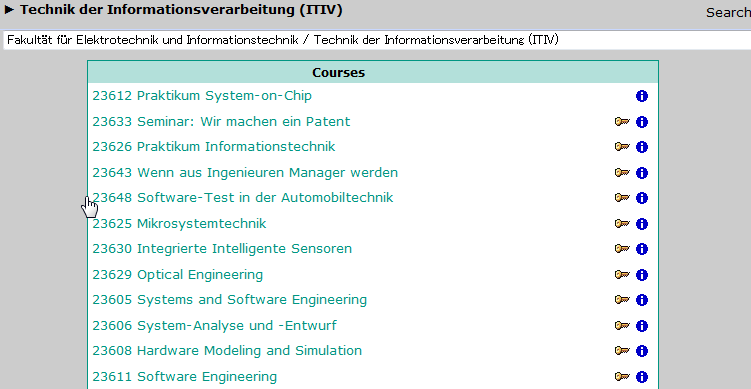 ► Technik der Informationsverarbeitung (ITIV)
Search
Fakultät für Elektrotechnik und Informationstechnik / Technik der Informationsverarbeitung (ITIV)
Courses
23612 Praktikum System-on-Chip
23633 Seminar: Wir machen ein Patent
23626 Praktikum Informationstechnik
23643 Wenn aus Ingenieuren Manager werden
23648 Software-Test in der Automobiltechnik
23625 Mikrosystemtechnik
23630 Integrierte Intelligente Sensoren
23629 Optical Engineering
23605 Systems and Software Engineering
23606 System-Analyse und -Entwurf
23608 Hardware Modeling and Simulation
23611 Software Engineering